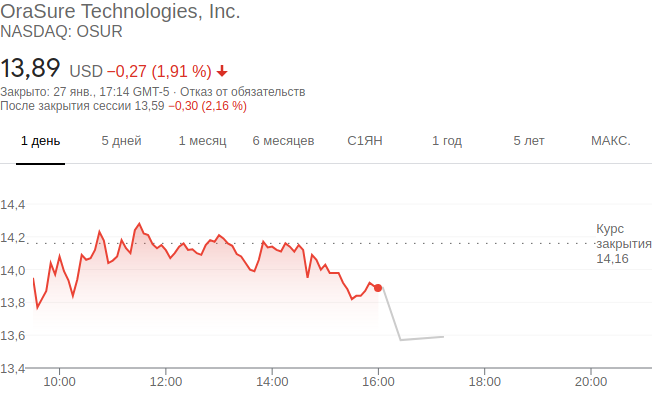 OraSure Technologies, Inc.
NASDAQ: OSUR
13,89 USD −0,27 (1,91 %)
Закрыто: 27 янв., 17:14 GMT-5 · Отказ от обязательств
После закрытия сессии 13,59 −0,30 (2,16 %)
1 день 5 дней 1 месяц 6 месяцев С1ЯН 1 год 5 лет МАКС.
14,4
14,2
14,0
13,8
13,6
13,4
Курс
закрытия
14,16
10:00 12:00 14:00 16:00 18:00 20:00